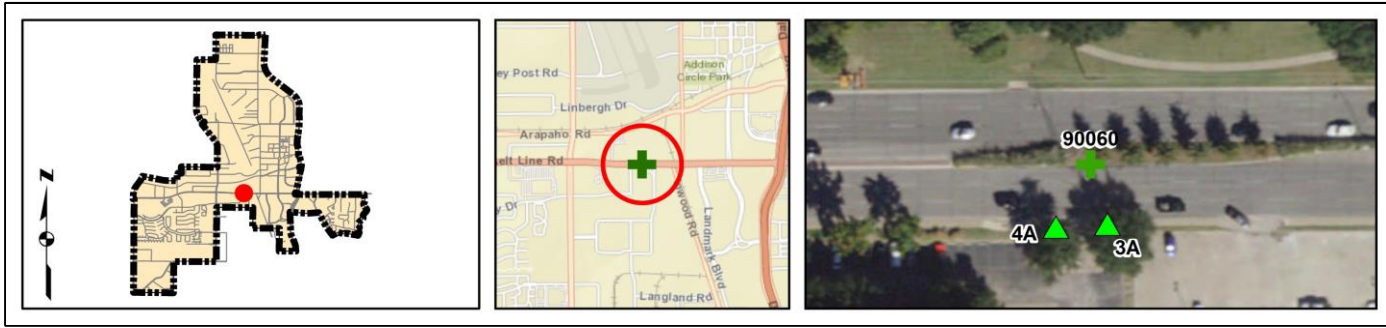 N
ey Post Rd
Addison
Circle Park
Linbergh Dr
Arapaho Rd
elt Line Rd
y Dr
wood Rd
Landmark Blvd
Langland Rd
Dal
90060
4A
3A